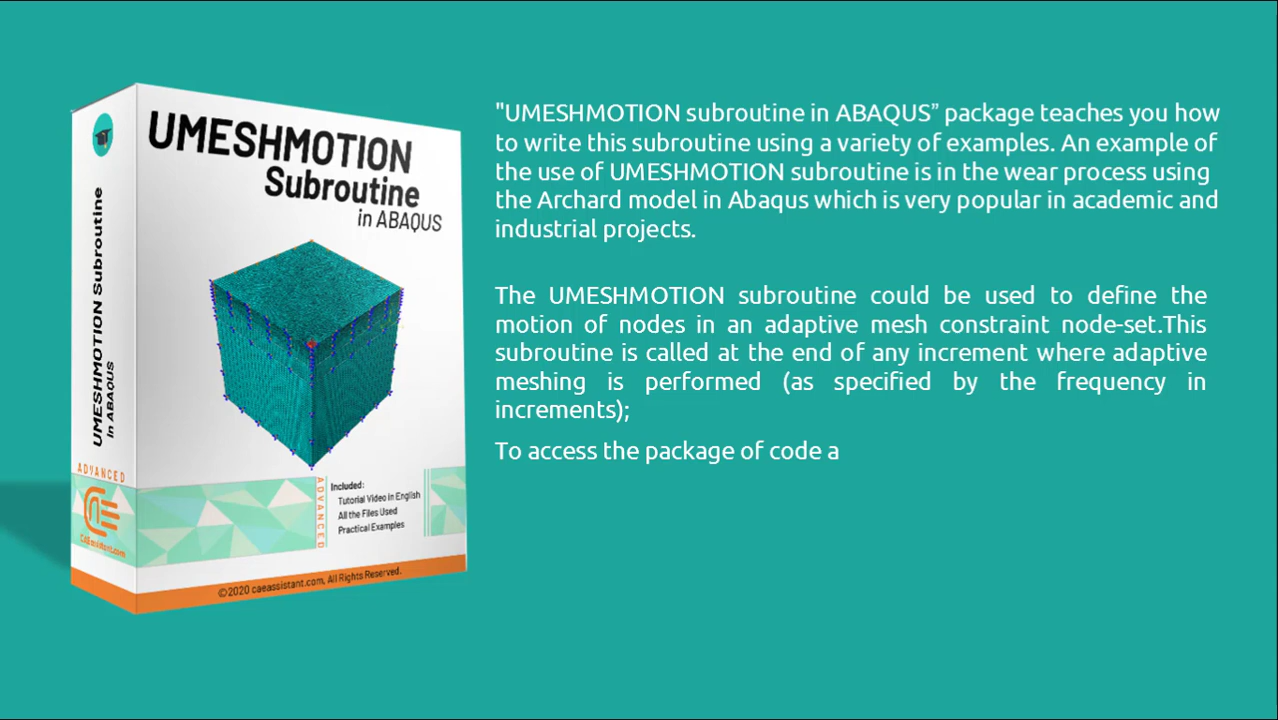 UMESHMOTION
Subroutine
in ABAQUS
UMESHMOTION Subroutine
in ABAQUS
ADVANCED
CAEassistant.com
ADVANCED
Included:
Tutorial Video in English
All the Files Used
Practical Examples
©2020 caeassistant.com, All Rights Reserved.
"UMESHMOTION subroutine in ABAQUS” package teaches you how
to write this subroutine using a variety of examples. An example of
the use of UMESHMOTION subroutine is in the wear process using
the Archard model in Abaqus which is very popular in academic and
industrial projects.
The UMESHMOTION subroutine could be used to define the
motion of nodes in an adaptive mesh constraint node-set.This
subroutine is called at the end of any increment where adaptive
meshing is performed (as specified by the frequency in
increments);
To access the package of code a